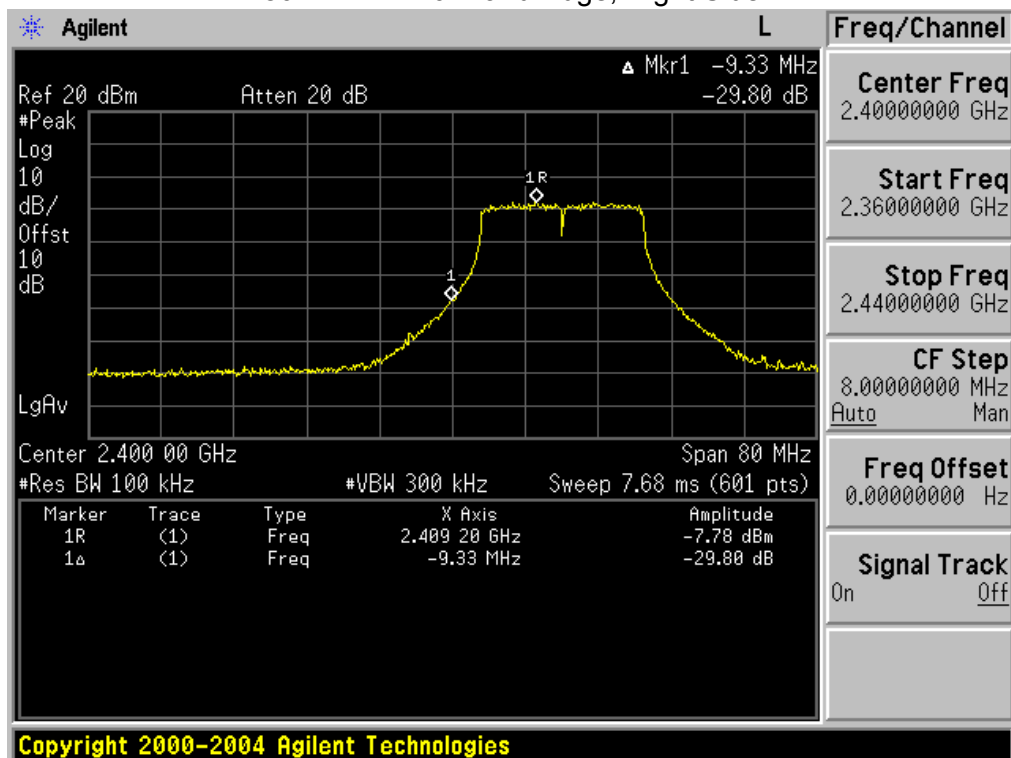 Agilent L Freq/Channel
▲ Mkr1 -9.33 MHz
Ref 20 dBm Atten 20 dB -29.80 dB
#Peak
Log
10
dB/
Offst
10
dB
1R
1
LgAv
Center 2.400 00 GHz Span 80 MHz
#Res BW 100 kHz #VBW 300 kHz Sweep 7.68 ms (601 pts)
Marker Trace Type X Axis Amplitude
1R (1) Freq 2.409 20 GHz -7.78 dBm
1△ (1) Freq -9.33 MHz -29.80 dB
Center Freq
2.40000000 GHz
Start Freq
2.36000000 GHz
Stop Freq
2.44000000 GHz
CF Step
8.00000000 MHz
Auto Man
Freq Offset
0.00000000 Hz
Signal Track
On Off
Copyright 2000-2004 Agilent Technologies